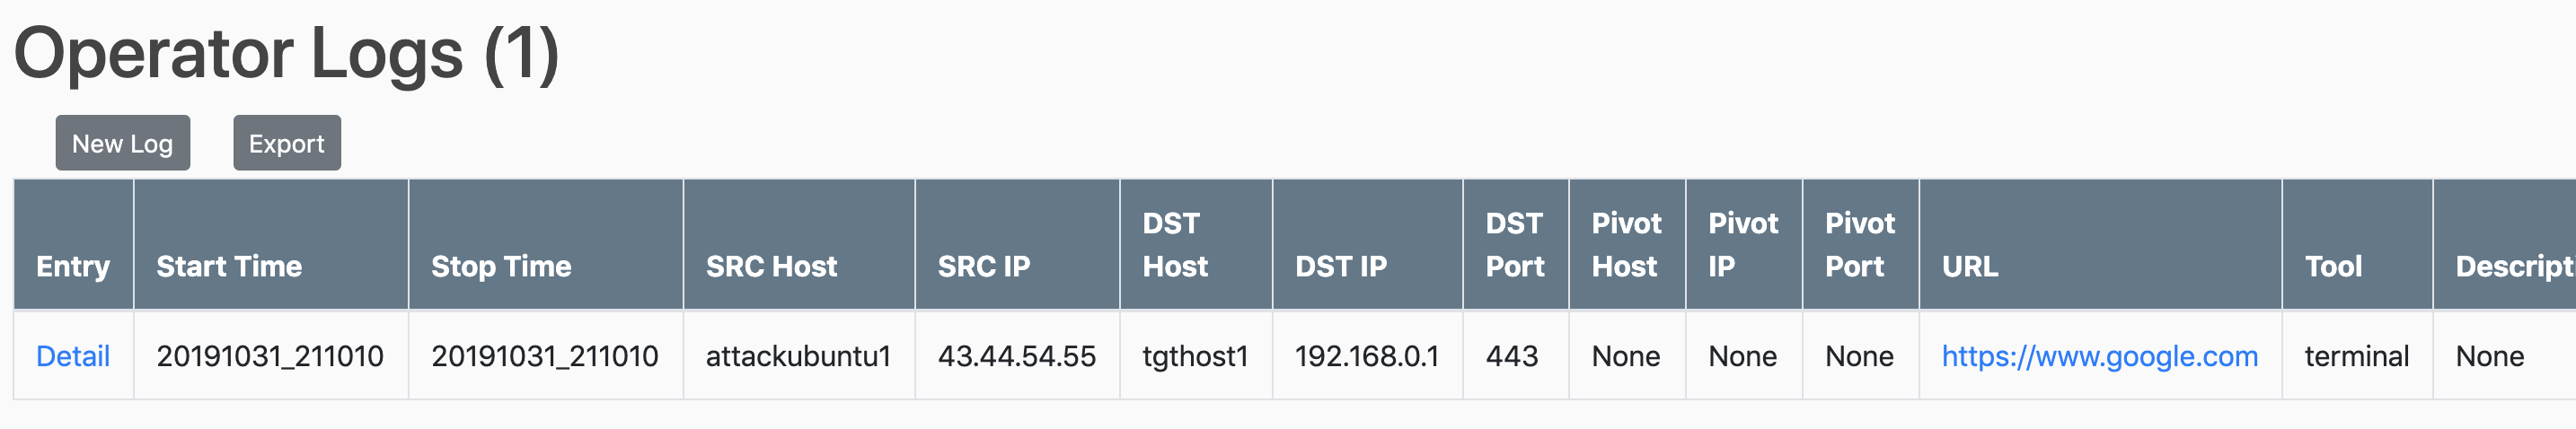 Operator Logs (1)
New Log Export
Entry Start Time Stop Time SRC Host SRC IP DST Host DST IP DST Port Pivot Host Pivot IP Pivot Port URL Tool Descripti
Detail 20191031_211010 20191031_211010 attackubuntu1 43.44.54.55 tgthost1 192.168.0.1 443 None None None https://www.google.com terminal None